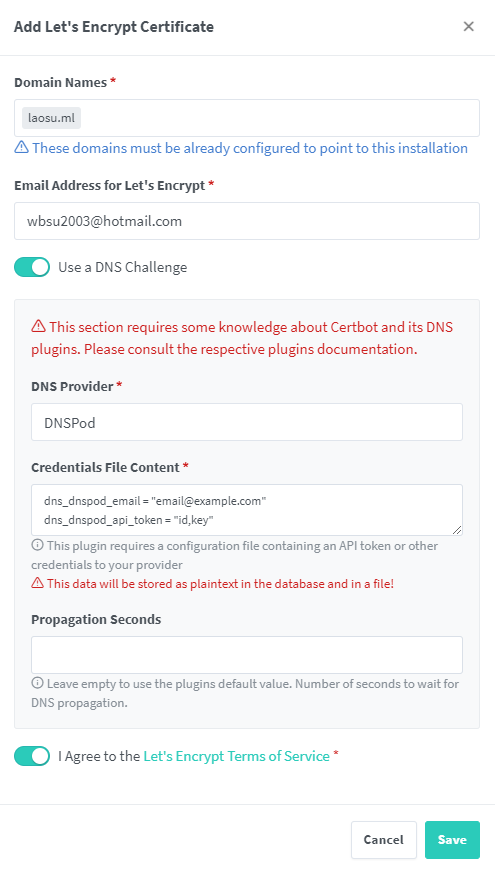 Add Let's Encrypt Certificate
Domain Names *
laosu.ml
These domains must be already configured to point to this installation
Email Address for Let's Encrypt *
wbsu2003@hotmail.com
Use a DNS Challenge
This section requires some knowledge about Certbot and its DNS
plugins. Please consult the respective plugins documentation.
DNS Provider *
DNSPod
Credentials File Content *
dns_dnspod_email = "email@example.com"
dns_dnspod_api_token = "id,key"
This plugin requires a configuration file containing an API token or other
credentials to your provider
This data will be stored as plaintext in the database and in a file!
Propagation Seconds
Leave empty to use the plugins default value. Number of seconds to wait for
DNS propagation.
I Agree to the Let's Encrypt Terms of Service *
Cancel
Save